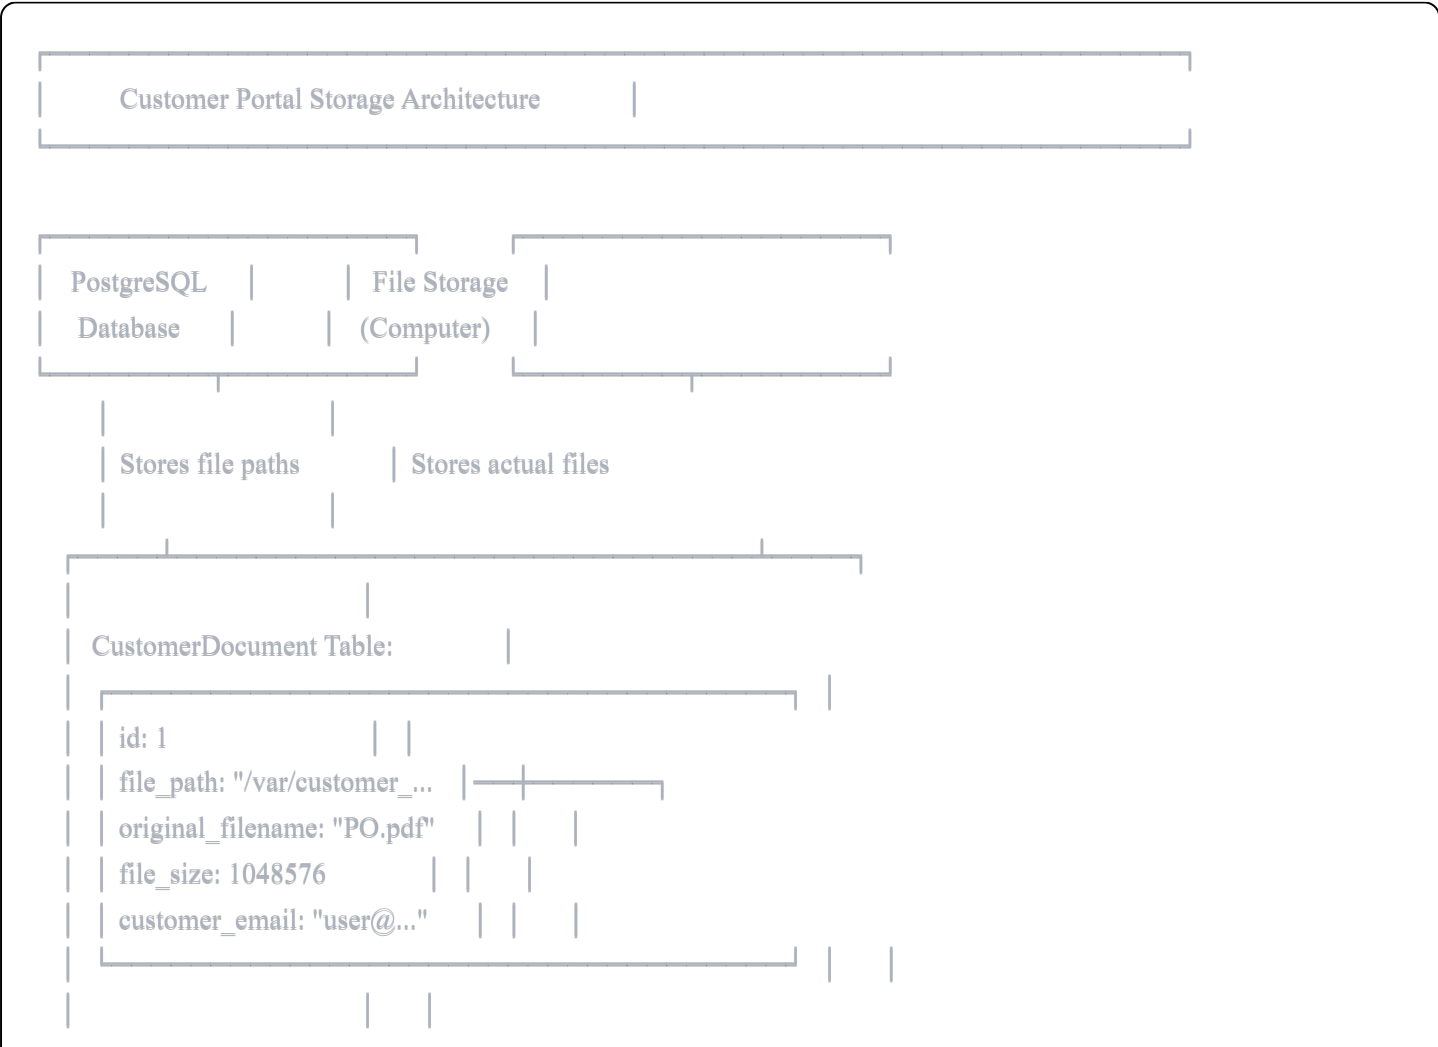 Customer Portal Storage Architecture
PostgreSQL File Storage
Database (Computer)
Stores file paths Stores actual files
CustomerDocument Table:
id: 1
file_path: "/var/customer_...
original_filename: "PO.pdf"
file_size: 1048576
customer_email: "user@..."